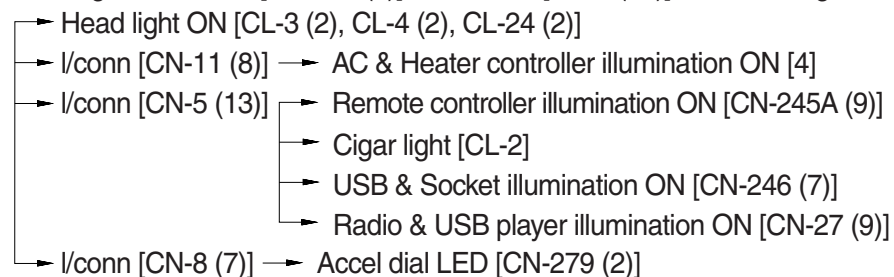 Head light ON [CL-3 (2), CL-4 (2), CL-24 (2)]
I/conn [CN-11 (8)] → AC & Heater controller illumination ON [4]
I/conn [CN-5 (13)] → Remote controller illumination ON [CN-245A (9)]
→ Cigar light [CL-2]
→ USB & Socket illumination ON [CN-246 (7)]
→ Radio & USB player illumination ON [CN-27 (9)]
I/conn [CN-8 (7)] → Accel dial LED [CN-279 (2)]